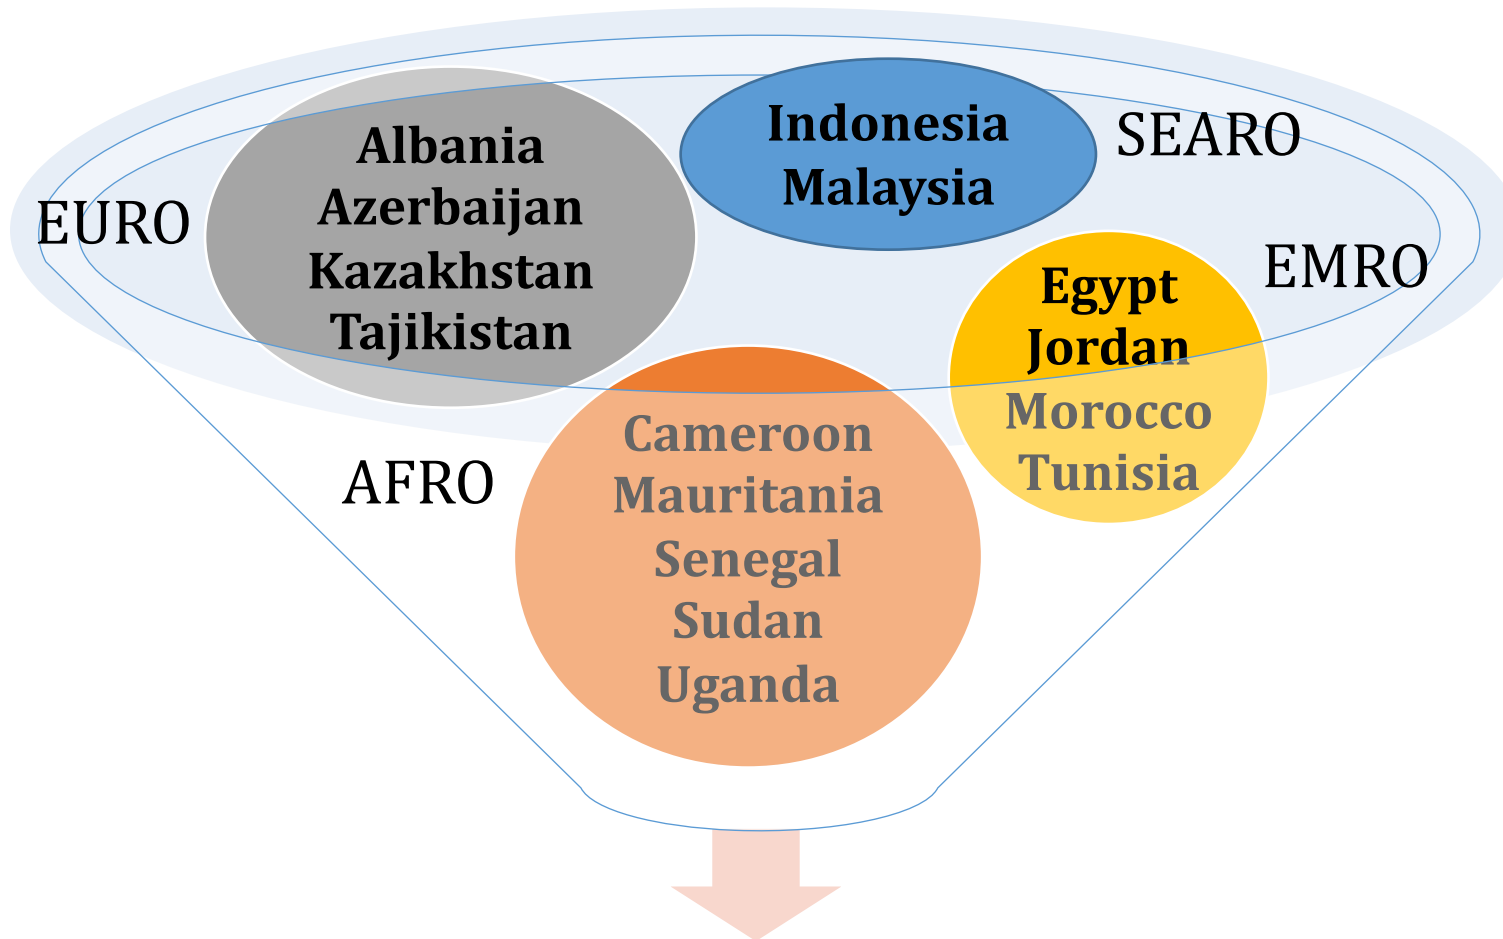 EURO
Albania
Azerbaijan
Kazakhstan
Tajikistan
Indonesia
Malaysia
SEARO
EMRO
Egypt
Jordan
Morocco
Tunisia
AFRO
Cameroon
Mauritania
Senegal
Sudan
Uganda